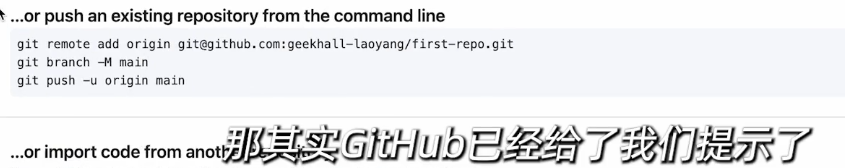 ...or push an existing repository from the command line
git remote add origin git@github.com:geekhall-laoyang/first-repo.git
git branch -M main
git push -u origin main
...or import code from anoth
那其实GitHub已经给了我们提示了